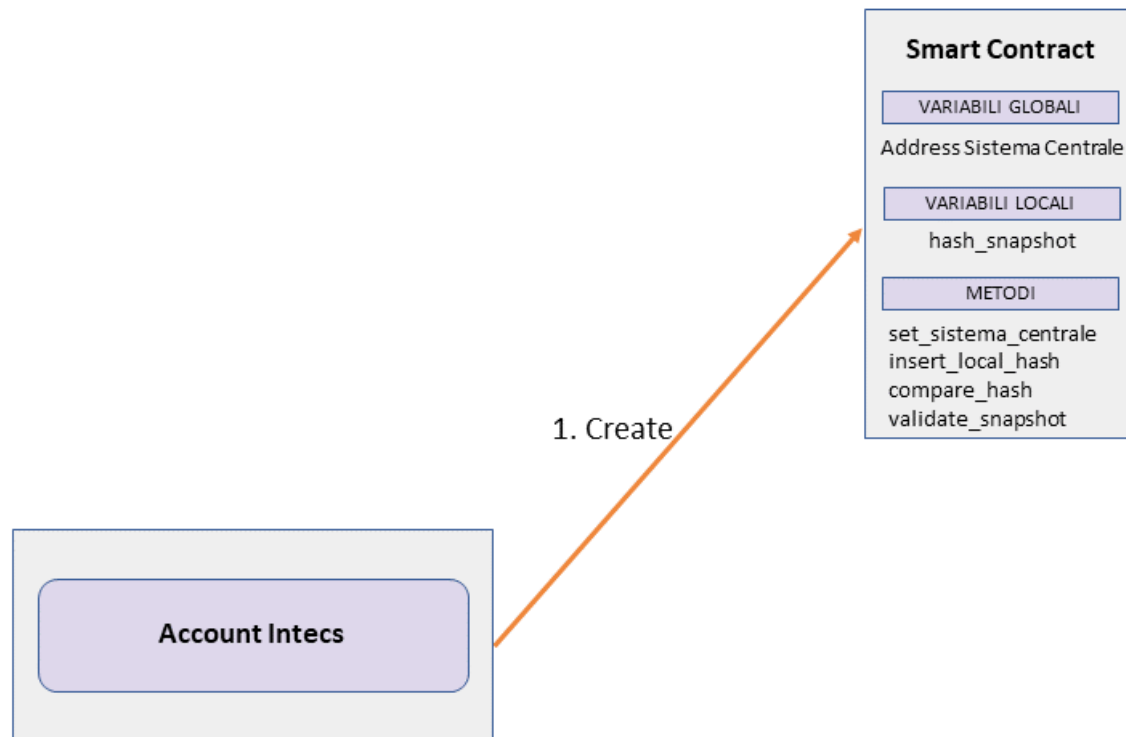 Smart Contract
VARIABILI GLOBALI
Address Sistema Centrale
VARIABILI LOCALI
hash_snapshot
METODI
set_sistema_centrale
insert_local_hash
compare_hash
validate_snapshot
1. Create
Account Intecs